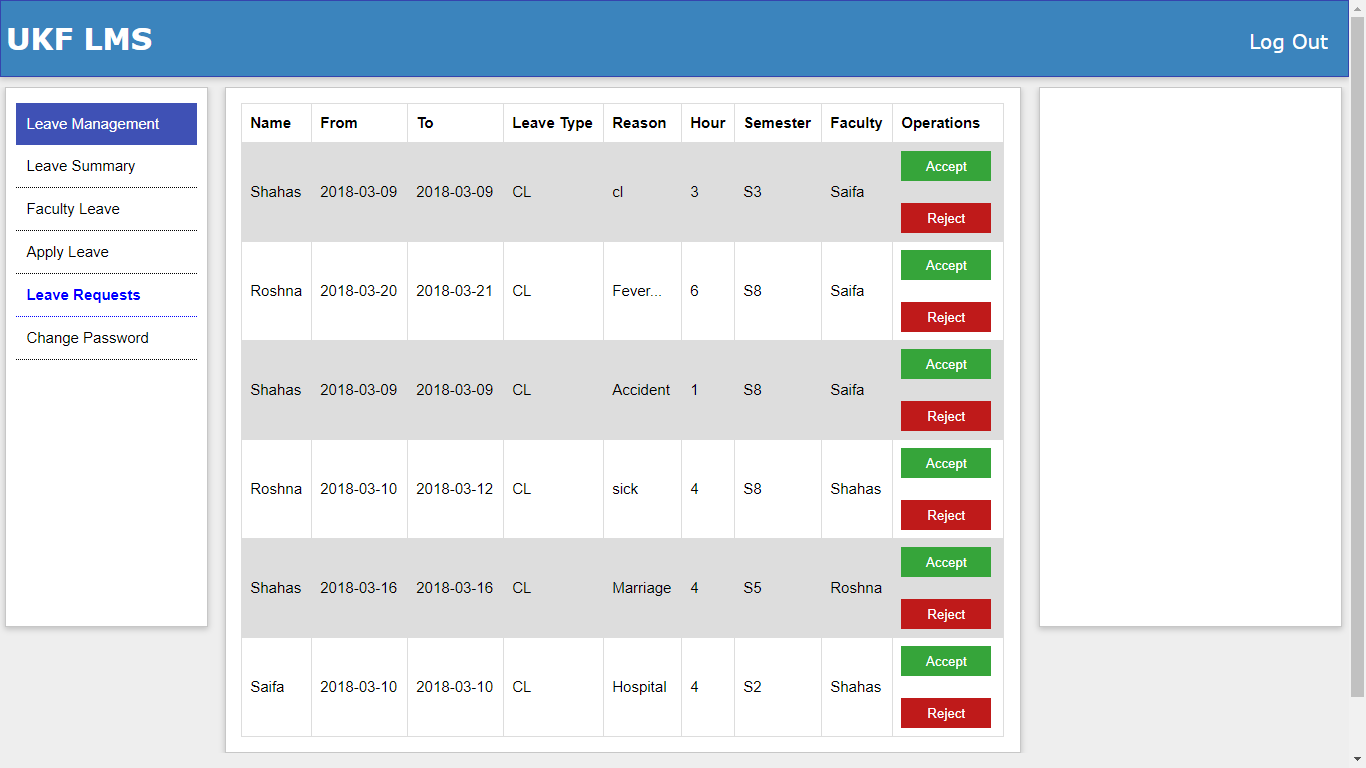 UKF LMS
Log Out
Leave Management
Leave Summary
Faculty Leave
Apply Leave
Leave Requests
Change Password
Name From To Leave Type Reason Hour Semester Faculty Operations
Shahas 2018-03-09 2018-03-09 CL cl 3 S3 Saifa Accept
Reject
Roshna 2018-03-20 2018-03-21 CL Fever... 6 S8 Saifa Accept
Reject
Shahas 2018-03-09 2018-03-09 CL Accident 1 S8 Saifa Accept
Reject
Roshna 2018-03-10 2018-03-12 CL sick 4 S8 Shahas Accept
Reject
Shahas 2018-03-16 2018-03-16 CL Marriage 4 S5 Roshna Accept
Reject
Saifa 2018-03-10 2018-03-10 CL Hospital 4 S2 Shahas Accept
Reject